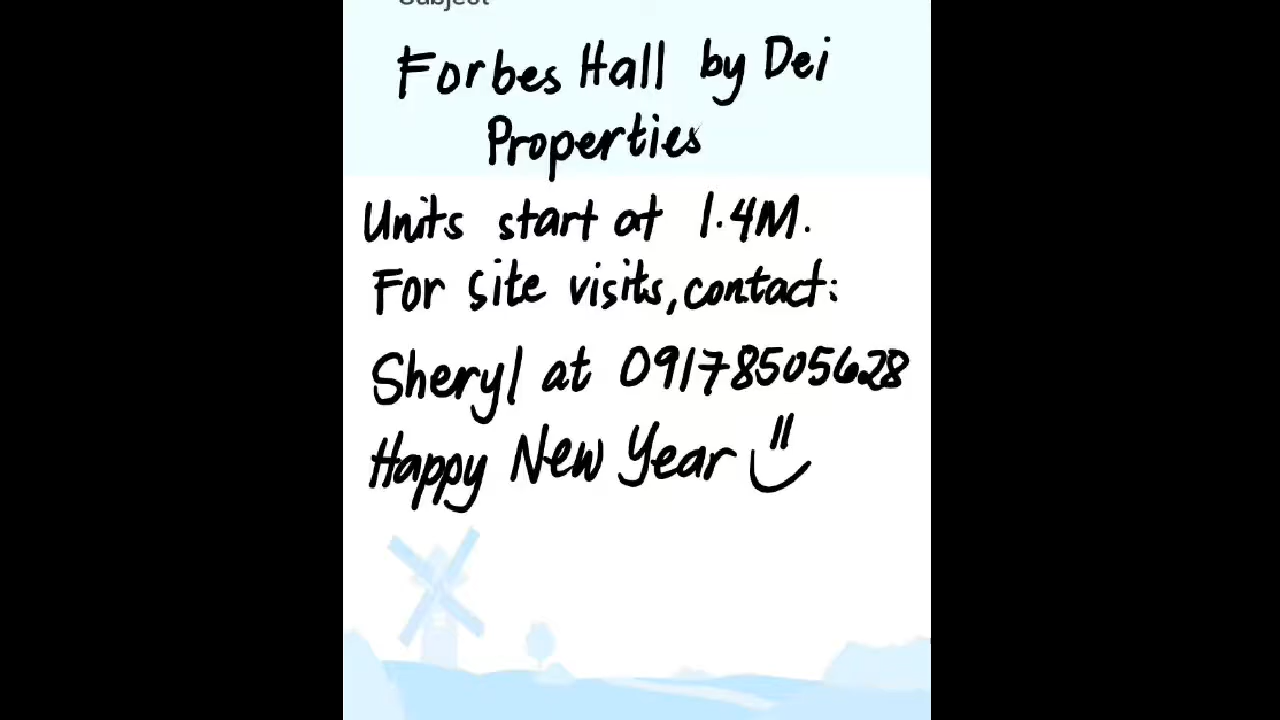 Subject
Forbes Hall by Dei
Properties
Units start at 1.4M.
For site visits, contact:
Sheryl at 09178505628
Happy New Year